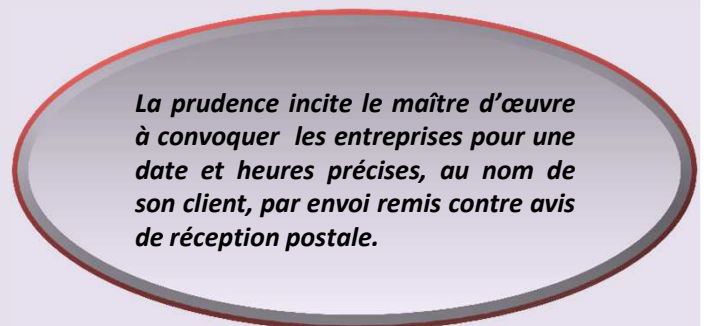 La prudence incite le maître d’œuvre
à convoquer les entreprises pour une
date et heures précises, au nom de
son client, par envoi remis contre avis
de réception postale.